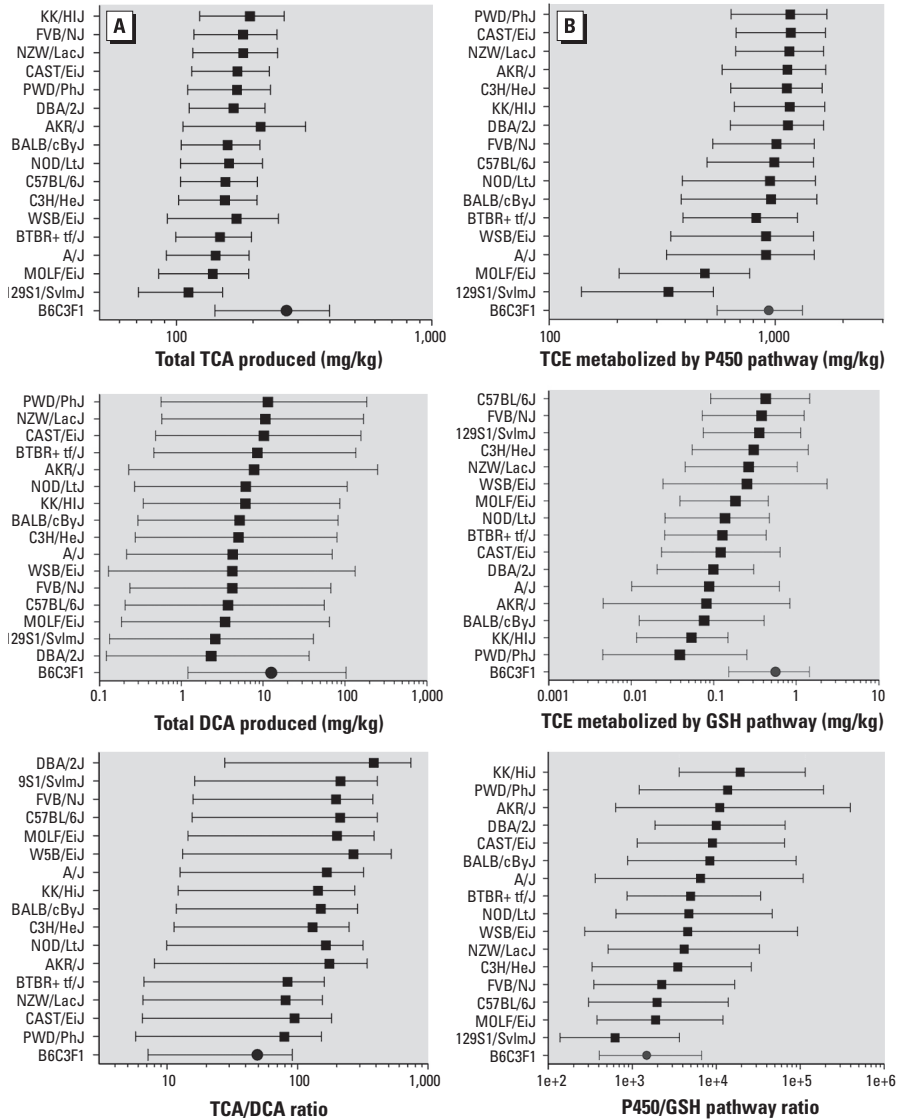 A
KK/HIJ
FVB/NJ
NZW/LacJ
CAST/EiJ
PWD/PhJ
DBA/2J
AKR/J
BALB/cByJ
NOD/LtJ
C57BL/6J
C3H/HeJ
WSB/EiJ
BTBR+ tf/J
A/J
MOLF/EiJ
129S1/SvlmJ
B6C3F1
100 1,000
Total TCA produced (mg/kg)
B
PWD/PhJ
CAST/EiJ
NZW/LacJ
AKR/J
C3H/HeJ
KK/HIJ
DBA/2J
FVB/NJ
C57BL/6J
NOD/LtJ
BALB/cByJ
BTBR+ tf/J
WSB/EiJ
A/J
MOLF/EiJ
129S1/SvlmJ
B6C3F1
100 1,000
TCE metabolized by P450 pathway (mg/kg)
PWD/PhJ
NZW/LacJ
CAST/EiJ
BTBR+ tf/J
AKR/J
NOD/LtJ
KK/HIJ
BALB/cByJ
C3H/HeJ
A/J
WSB/EiJ
FVB/NJ
C57BL/6J
MOLF/EiJ
129S1/SvlmJ
DBA/2J
B6C3F1
0.1 1 10 100 1,000
Total DCA produced (mg/kg)
C57BL/6J
FVB/NJ
129S1/SvlmJ
C3H/HeJ
NZW/LacJ
WSB/EiJ
MOLF/EiJ
NOD/LtJ
BTBR+ tf/J
CAST/EiJ
DBA/2J
A/J
AKR/J
BALB/cByJ
KK/HIJ
PWD/PhJ
B6C3F1
0.001 0.01 0.1 1 10
TCE metabolized by GSH pathway (mg/kg)
DBA/2J
9S1/SvlmJ
FVB/NJ
C57BL/6J
MOLF/EiJ
W5B/EiJ
A/J
KK/HiJ
BALB/cByJ
C3H/HeJ
NOD/LtJ
AKR/J
BTBR+ tf/J
NZW/LacJ
CAST/EiJ
PWD/PhJ
B6C3F1
10 100 1,000
TCA/DCA ratio
KK/HiJ
PWD/PhJ
AKR/J
DBA/2J
CAST/EiJ
BALB/cByJ
A/J
BTBR+ tf/J
NOD/LtJ
WSB/EiJ
NZW/LacJ
C3H/HeJ
FVB/NJ
C57BL/6J
MOLF/EiJ
129S1/SvlmJ
B6C3F1
1e+2 1e+3 1e+4 1e+5 1e+6
P450/GSH pathway ratio